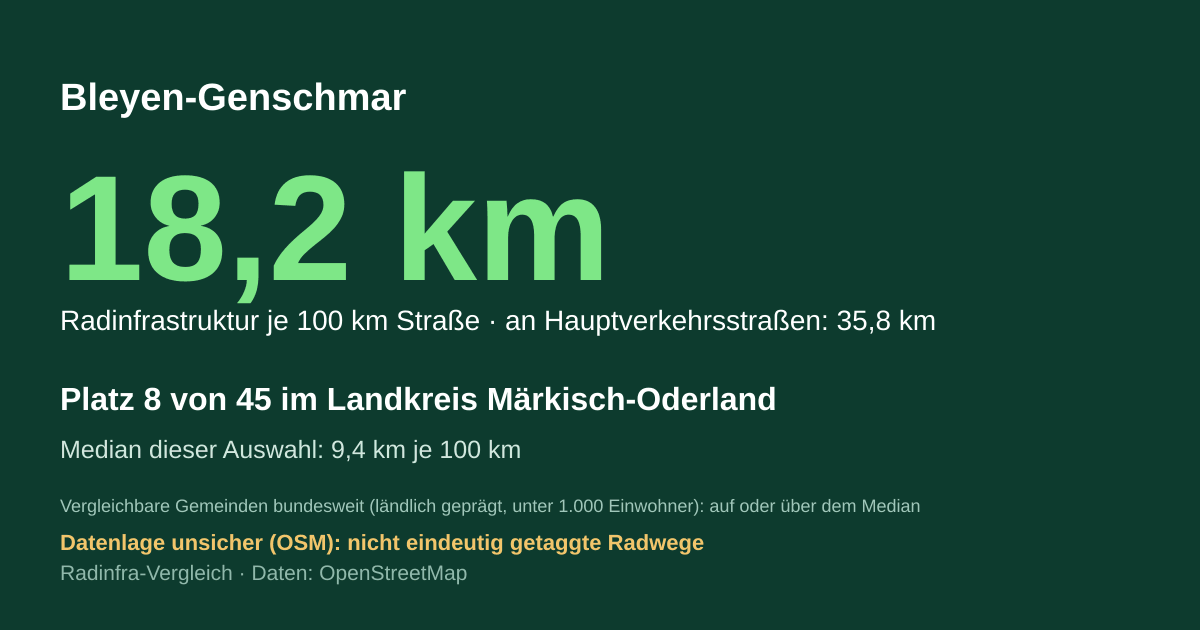 Bleyen-Genschmar
18,2 km
Radinfrastruktur je 100 km Straße · an Hauptverkehrsstraßen: 35,8 km
Platz 8 von 45 im Landkreis Märkisch-Oderland
Median dieser Auswahl: 9,4 km je 100 km
Vergleichbare Gemeinden bundesweit (ländlich geprägt, unter 1.000 Einwohner): auf oder über dem Median
Datenlage unsicher (OSM): nicht eindeutig getaggte Radwege
Radinfra-Vergleich · Daten: OpenStreetMap